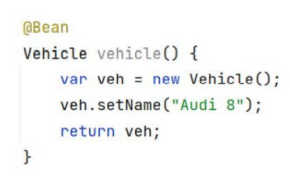 @Bean
Vehicle vehicle() {
    var veh = new Vehicle();
    veh.setName("Audi 8");
    return veh;
}